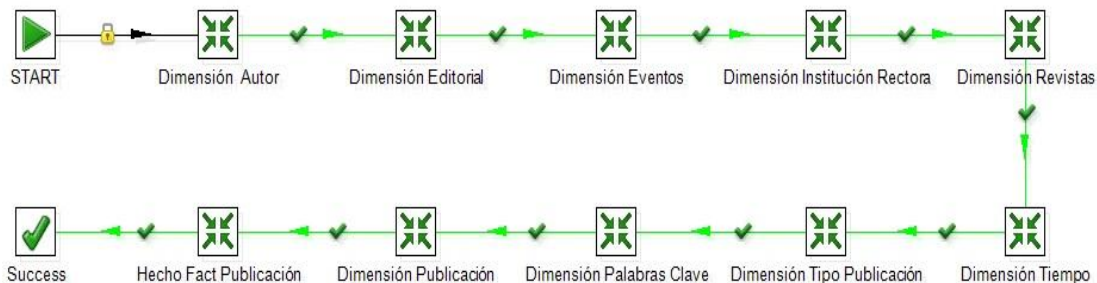 START
Dimensión Autor
Dimensión Editorial
Dimensión Eventos
Dimensión Institución Rectora
Dimensión Revistas
Success
Hecho Fact Publicación
Dimensión Publicación
Dimensión Palabras Clave
Dimensión Tipo Publicación
Dimensión Tiempo